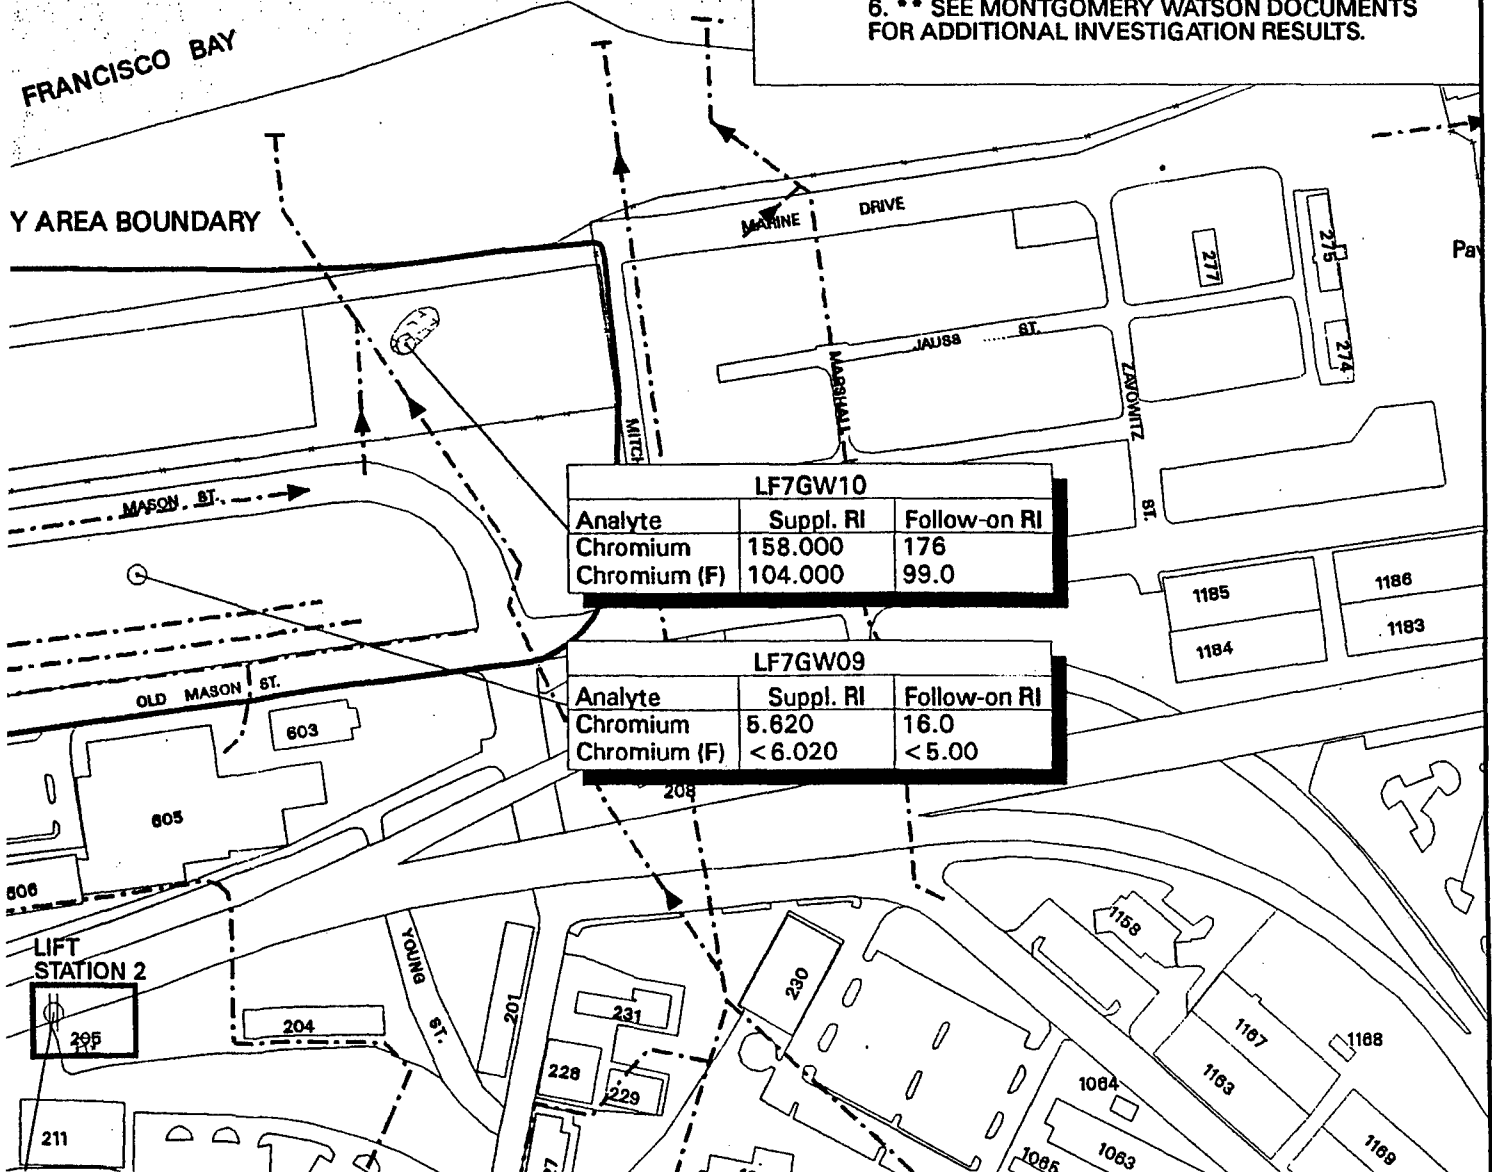 6. ** SEE MONTGOMERY WATSON DOCUMENTS
FOR ADDITIONAL INVESTIGATION RESULTS.
FRANCISCO BAY
Y AREA BOUNDARY
MARINE DRIVE
277
275
274
Pav
JAUSS ST.
MARSHALL
ZAVOWITZ
ST.
MITCH
MASON ST.
LF7GW10
Analyte Suppl. RI Follow-on RI
Chromium 158.000 176
Chromium (F) 104.000 99.0
1185
1186
1184
1183
LF7GW09
Analyte Suppl. RI Follow-on RI
Chromium 5.620 16.0
Chromium (F) <6.020 <5.00
OLD MASON ST.
603
605
606
208
LIFT
STATION 2
205
204
YOUNG
ST.
201
231
230
228
229
211
1158
1167
1168
1163
1064
1063
1065
1169